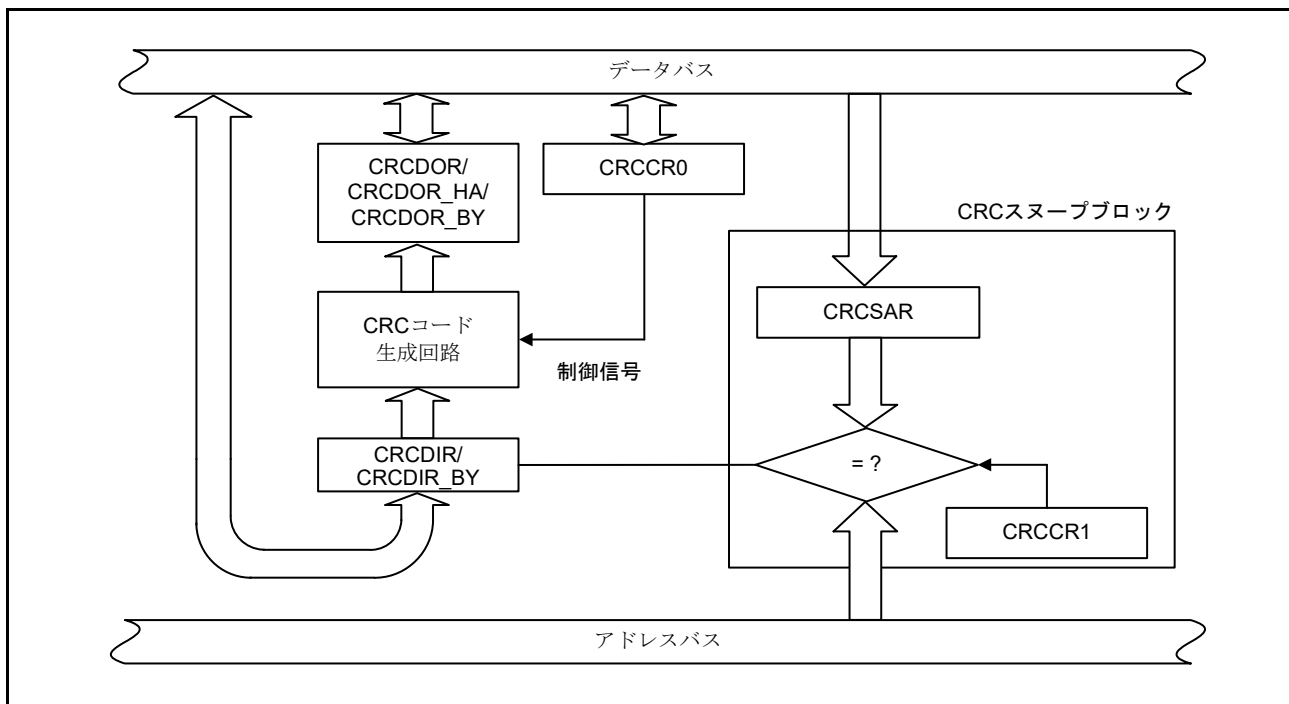 データバス
CRCDOR/
CRCDOR_HA/
CRCDOR_BY
CRCCR0
CRCスヌープブロック
CRCSAR
CRCコード
生成回路
制御信号
CRCDIR/
CRCDIR_BY
= ?
CRCCR1
アドレスバス